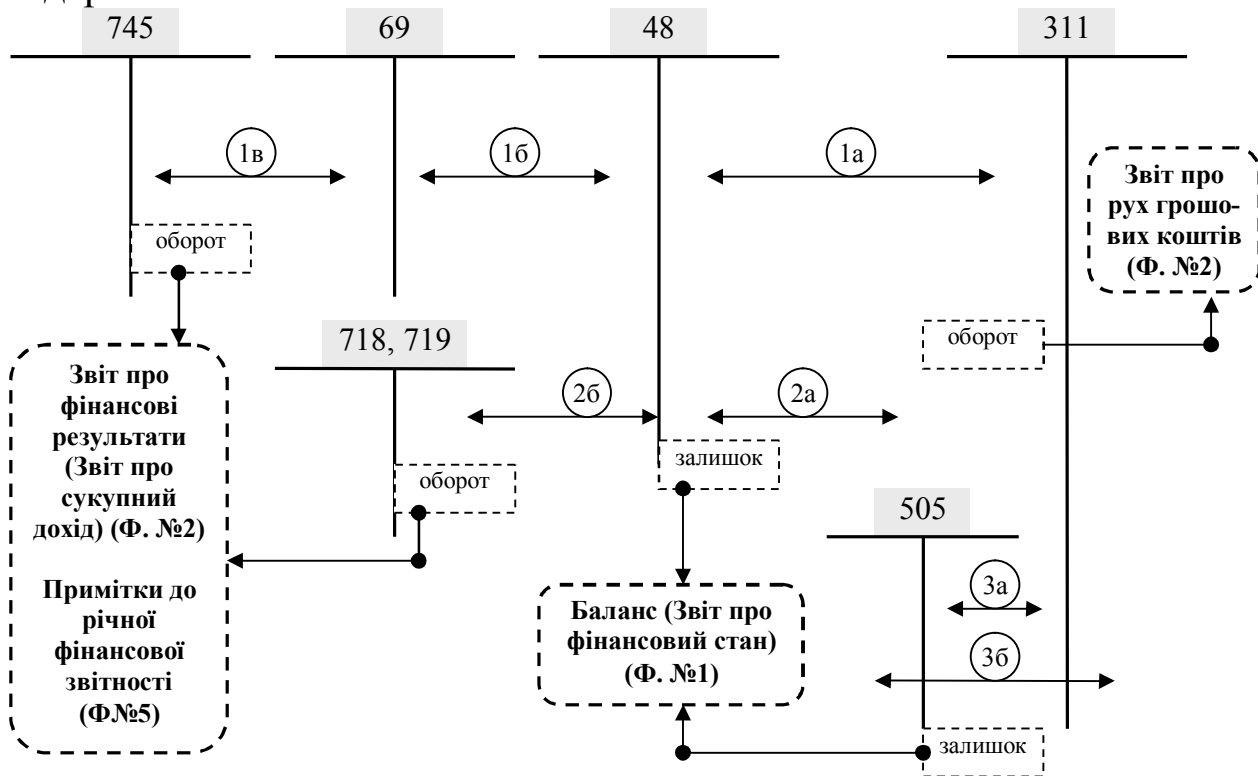 745
69
48
311
1в
1б
1а
Звіт про
рух грошо-
вих коштів
(Ф. №2)
оборот
оборот
718, 719
Звіт про
фінансові
результати
(Звіт про
сукупний
дохід) (Ф. №2)
Примітки до
річної
фінансової
звітності
(Ф№5)
2б
2а
залишок
оборот
505
3а
Баланс (Звіт про
фінансовий стан)
(Ф. №1)
3б
залишок